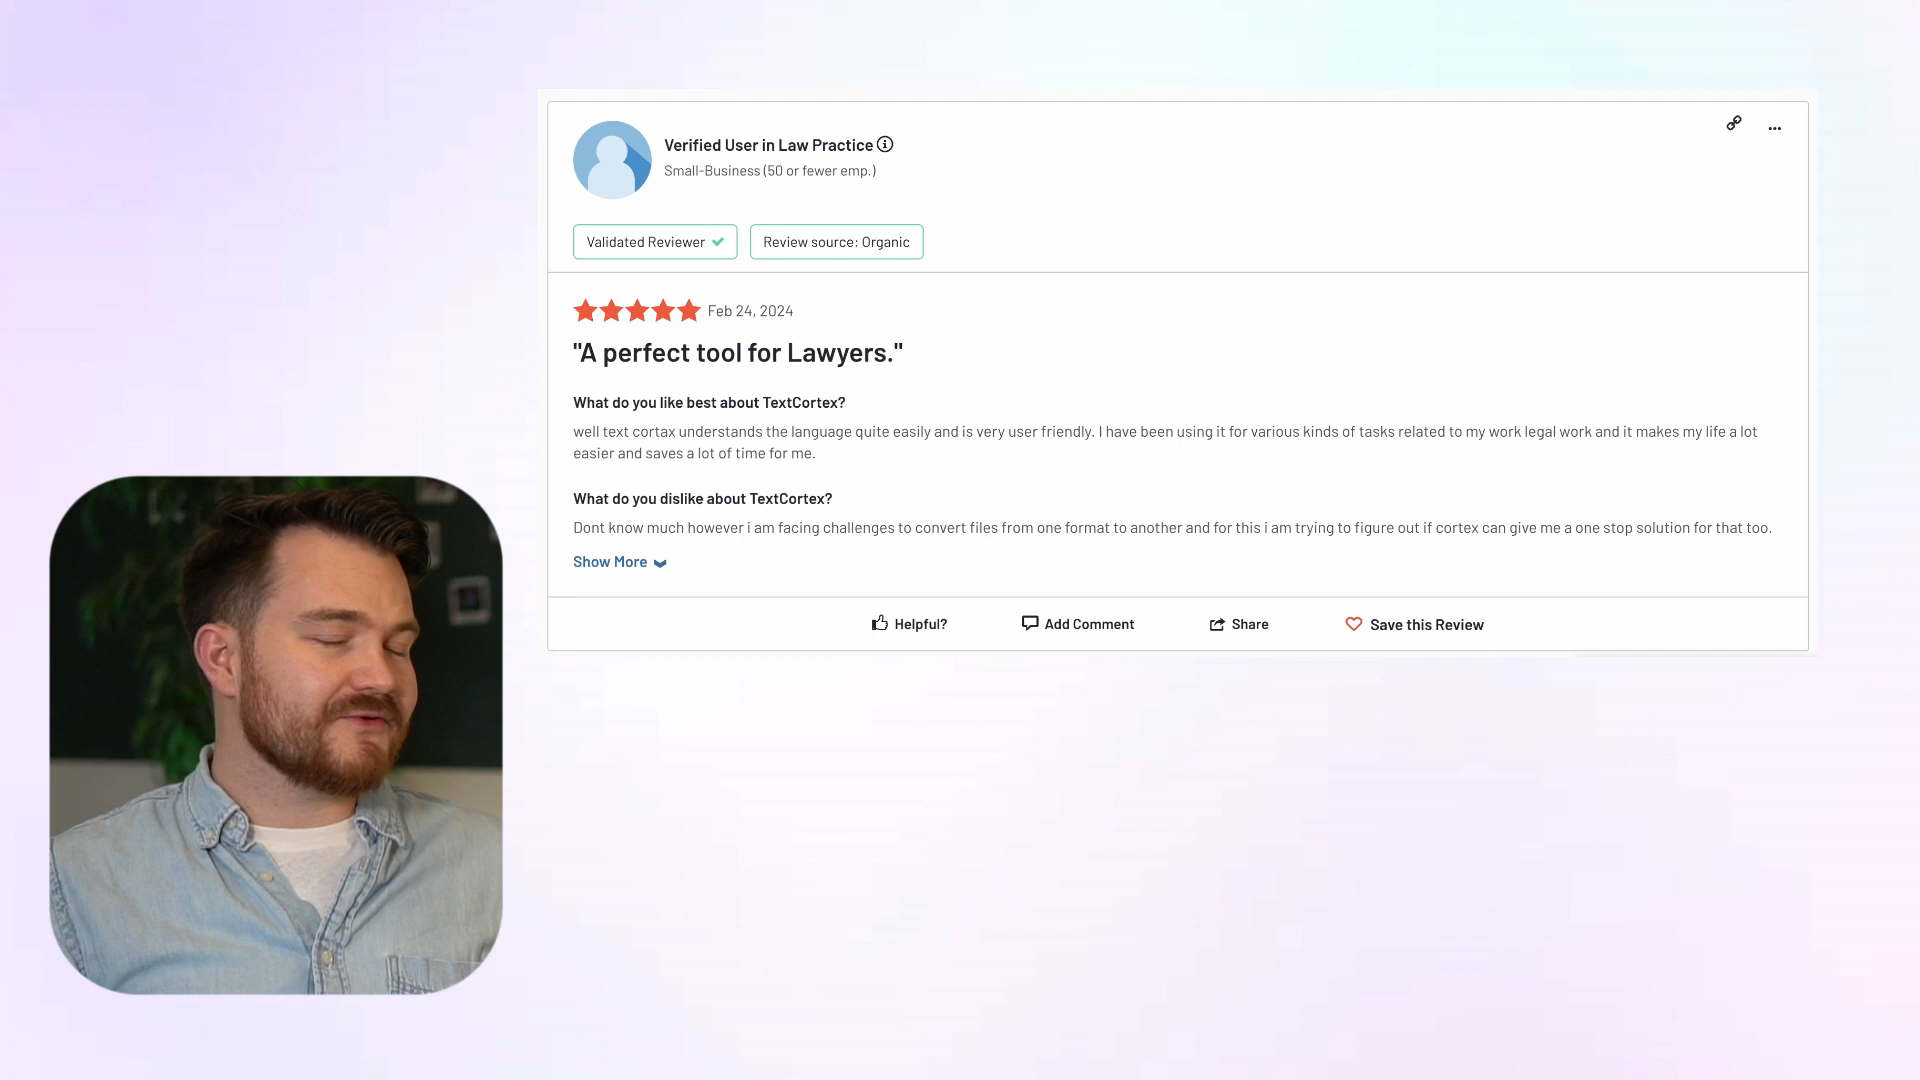 Verified User in Law Practice
Small-Business (50 or fewer emp.)
Validated Reviewer
Review source: Organic
Feb 24, 2024
"A perfect tool for Lawyers."
What do you like best about TextCortex?
well text cortax understands the language quite easily and is very user friendly. I have been using it for various kinds of tasks related to my work legal work and it makes my life a lot
easier and saves a lot of time for me.
What do you dislike about TextCortex?
Dont know much however i am facing challenges to convert files from one format to another and for this i am trying to figure out if cortex can give me a one stop solution for that too.
Show More
Helpful?
Add Comment
Share
Save this Review